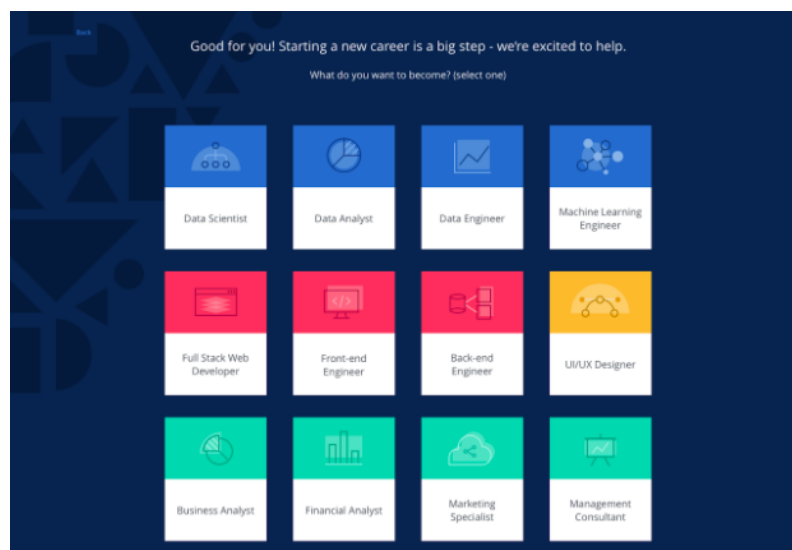 Back
Good for you! Starting a new career is a big step - we're excited to help.
What do you want to become? (select one)
Data Scientist
Data Analyst
Data Engineer
Machine Learning
Engineer
Full Stack Web
Developer
Front-end
Engineer
Back-end
Engineer
UI/UX Designer
Business Analyst
Financial Analyst
Marketing
Specialist
Management
Consultant